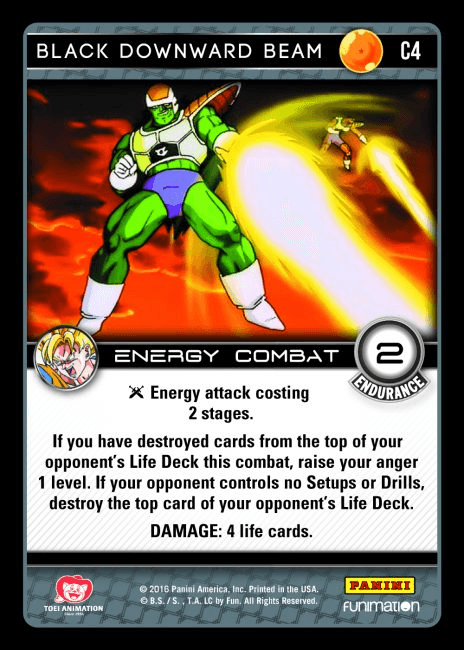 BLACK DOWNWARD BEAM C4
ENERGY COMBAT 2
ENDURANCE
Energy attack costing
2 stages.
If you have destroyed cards from the top of your
opponent's Life Deck this combat, raise your anger
1 level. If your opponent controls no Setups or Drills,
destroy the top card of your opponent's Life Deck.
DAMAGE: 4 life cards.
TOEI ANIMATION
© 2016 Panini America, Inc. Printed in the USA.
© B.S. / S. , T.A. LC by Fun. All Rights Reserved.
PANINI
FUNIMATION